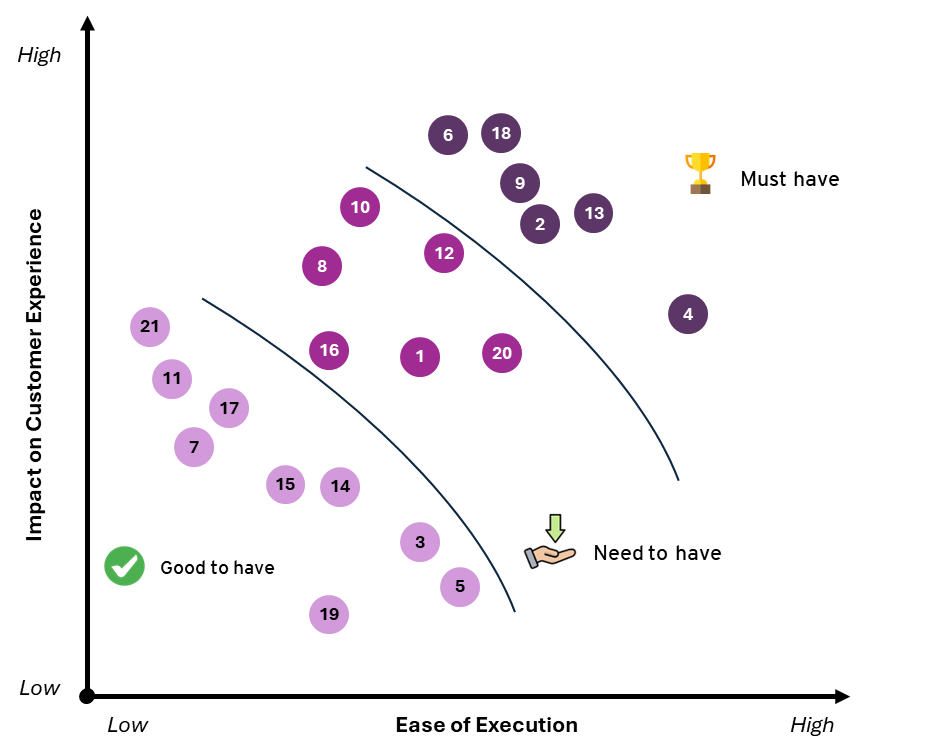 High
6
18
9
Must have
10
13
2
12
8
4
21
16
1
20
11
17
7
15
14
3
Need to have
Good to have
5
19
Impact on Customer Experience
Low
Low
Ease of Execution
High